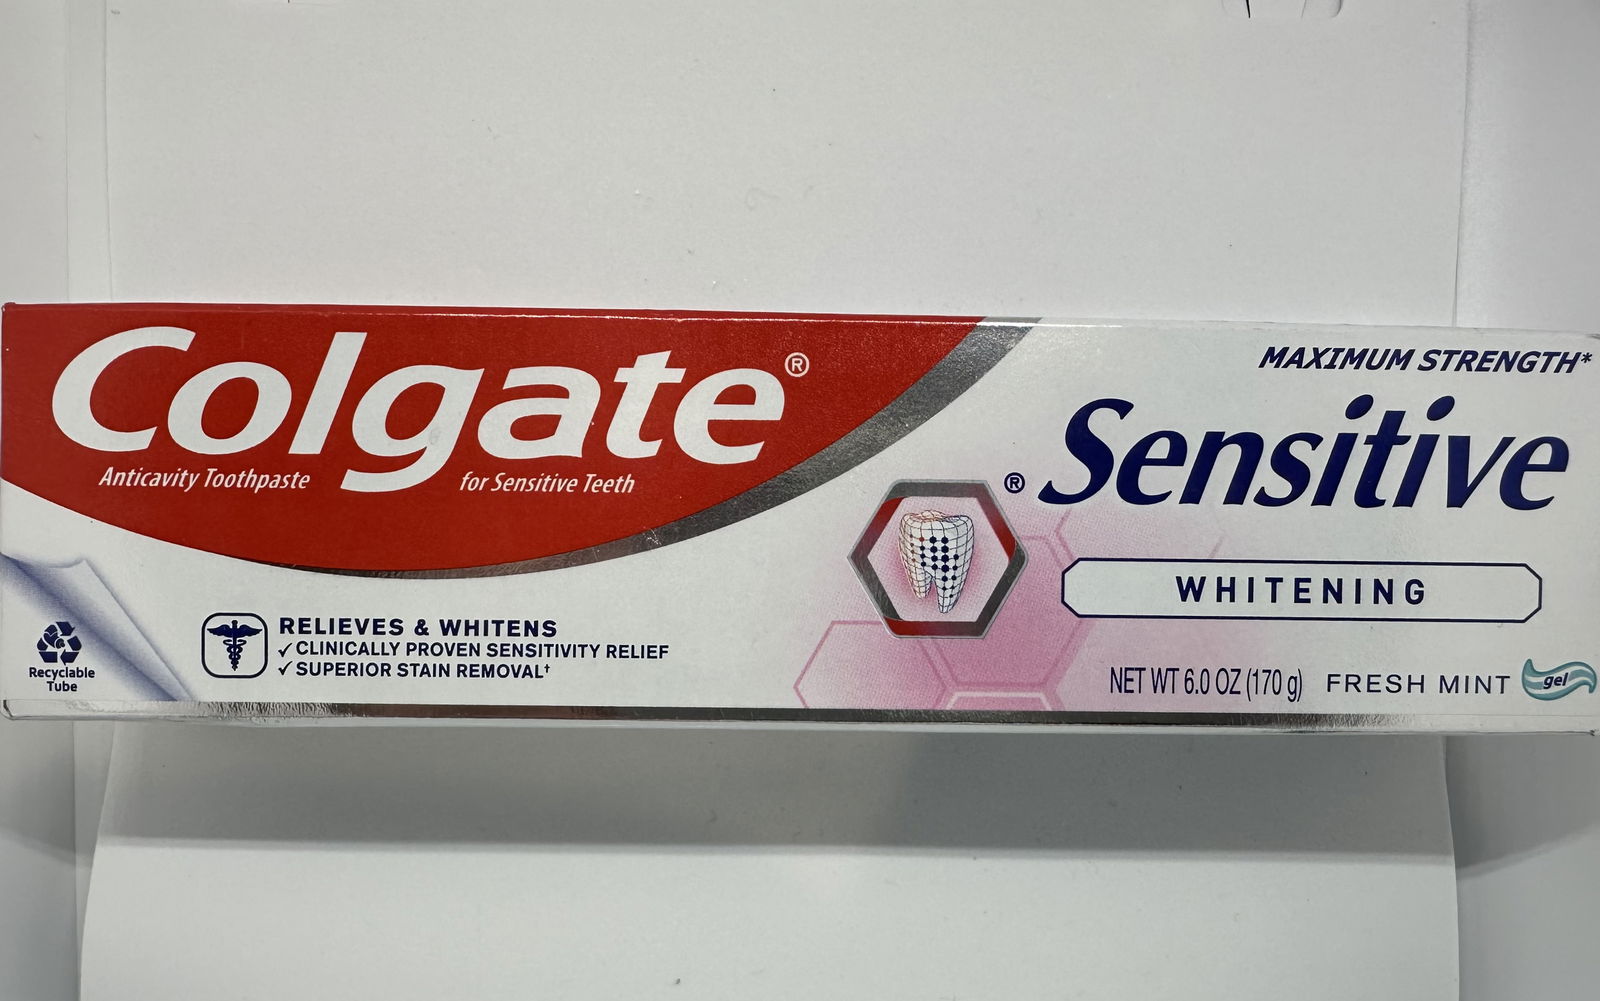 Colgate®
Anticavity Toothpaste for Sensitive Teeth
MAXIMUM STRENGTH*
® Sensitive
WHITENING
RELIEVES & WHITENS
✓ CLINICALLY PROVEN SENSITIVITY RELIEF
✓ SUPERIOR STAIN REMOVAL†
Recyclable
Tube
NET WT 6.0 OZ (170 g) FRESH MINT gel